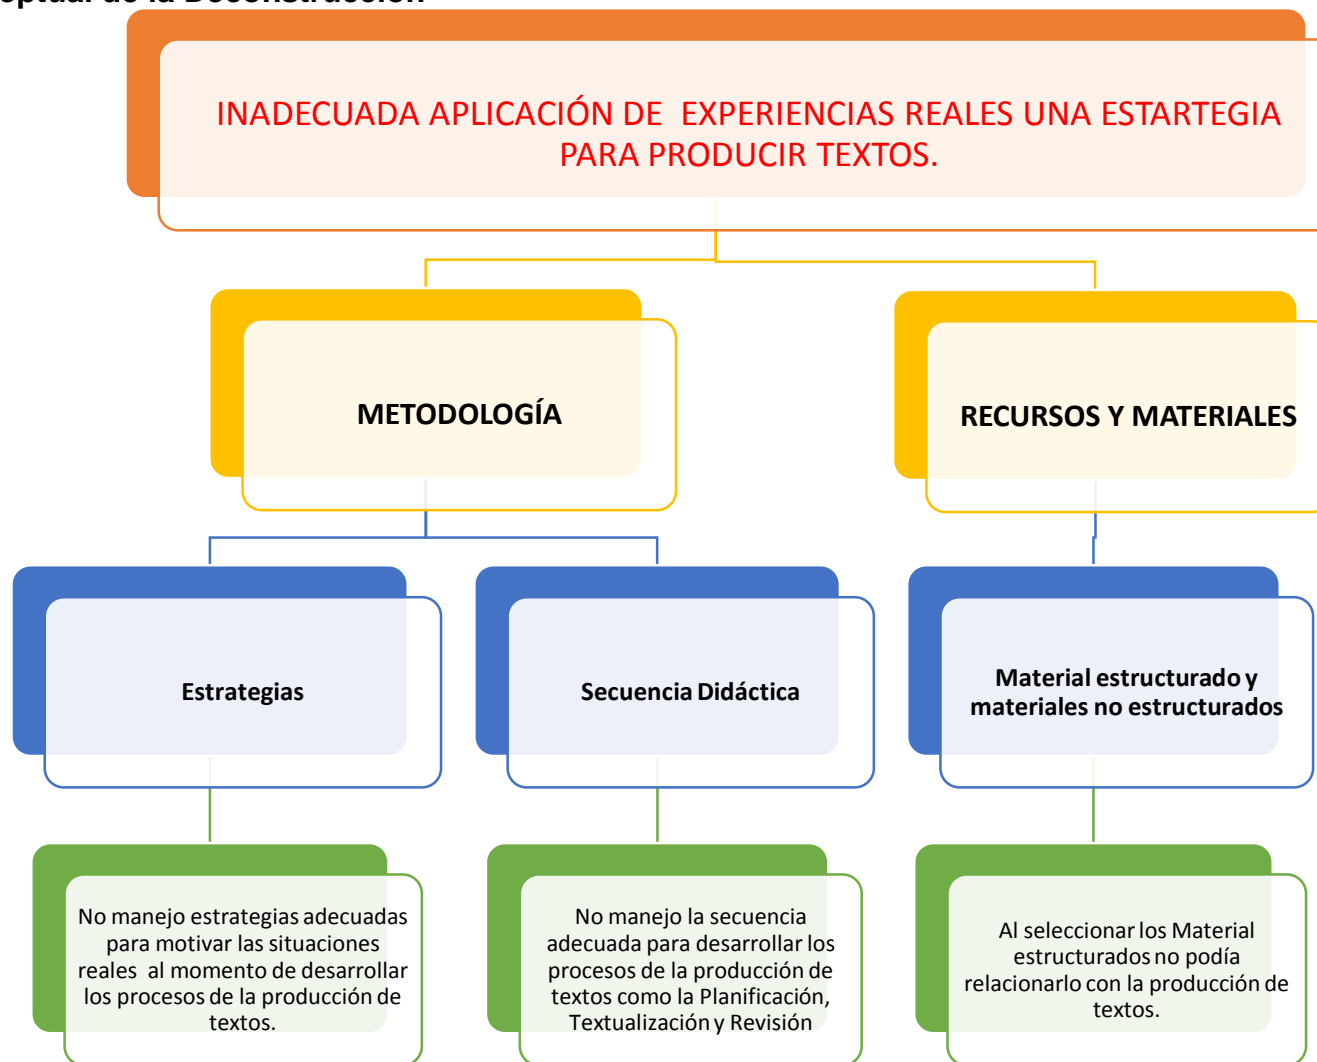 INADECUADA APLICACIÓN DE  EXPERIENCIAS REALES UNA ESTARTEGIA
PARA PRODUCIR TEXTOS.
METODOLOGÍA
RECURSOS Y MATERIALES
Estrategias
Secuencia Didáctica
Material estructurado y
materiales no estructurados
No manejo estrategias adecuadas
para motivar las situaciones
reales  al momento de desarrollar
los procesos de la producción de
textos.
No manejo la secuencia
adecuada para desarrollar los
procesos de la producción de
textos como la Planificación,
Textualización y Revisión
Al seleccionar los Material
estructurados no podía
relacionarlo con la producción de
textos.